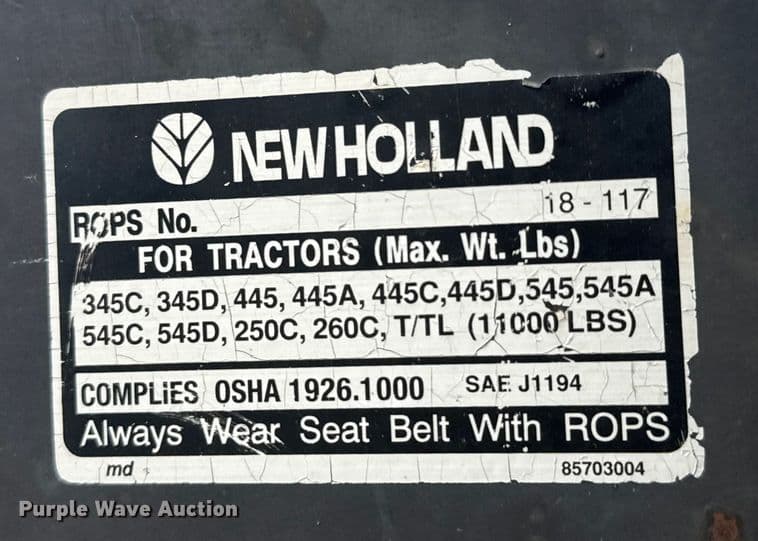 NEW HOLLAND
ROPS No. 18 - 117
FOR TRACTORS (Max. Wt. Lbs)
345C, 345D, 445, 445A, 445C, 445D, 545, 545A
545C, 545D, 250C, 260C, T/TL (11000 LBS)
COMPLiES OSHA 1926.1000 SAE J1194
Always Wear Seat Belt With ROPS
md 85703004
Purple Wave Auction